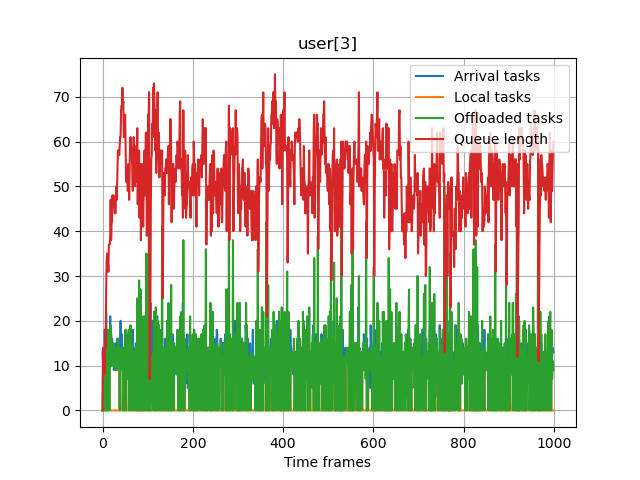 user[3]
Arrival tasks
Local tasks
Offloaded tasks
Queue length
70
60
50
40
30
20
10
0
0 200 400 600 800 1000
Time frames